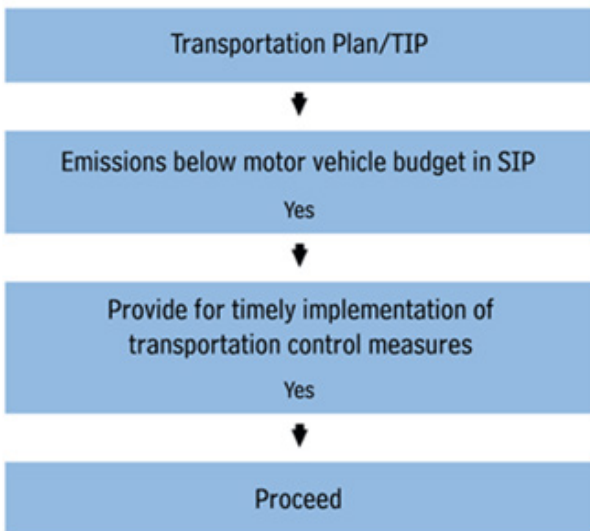 Transportation Plan/TIP
Emissions below motor vehicle budget in SIP
Yes
Provide for timely implementation of
transportation control measures
Yes
Proceed